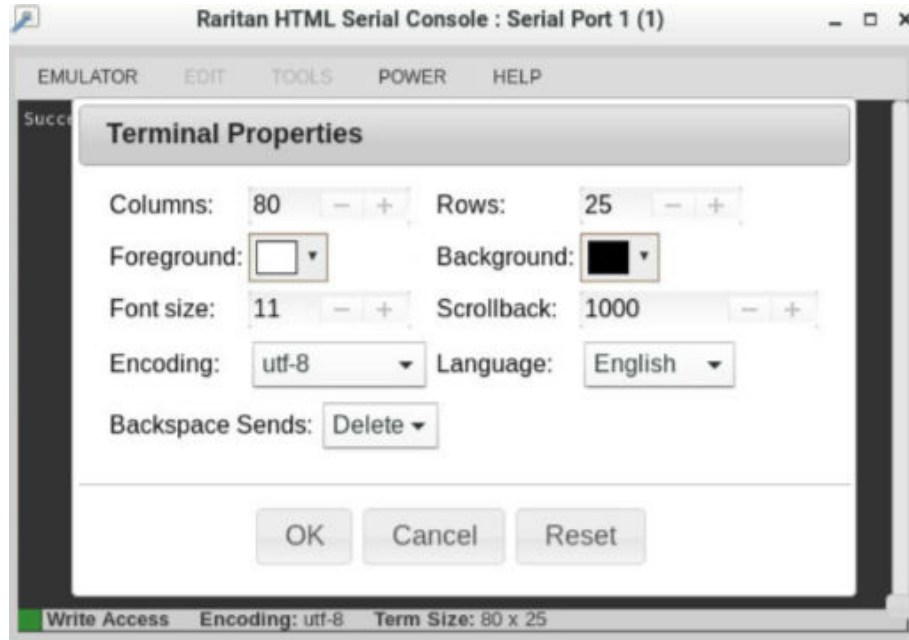 Raritan HTML Serial Console : Serial Port 1 (1)
EMULATOR EDIT TOOLS POWER HELP
Succe
Terminal Properties
Columns: 80 − + Rows: 25 − +
Foreground: Background:
Font size: 11 − + Scrollback: 1000 − +
Encoding: utf-8 Language: English
Backspace Sends: Delete
OK Cancel Reset
Write Access Encoding: utf-8 Term Size: 80 x 25